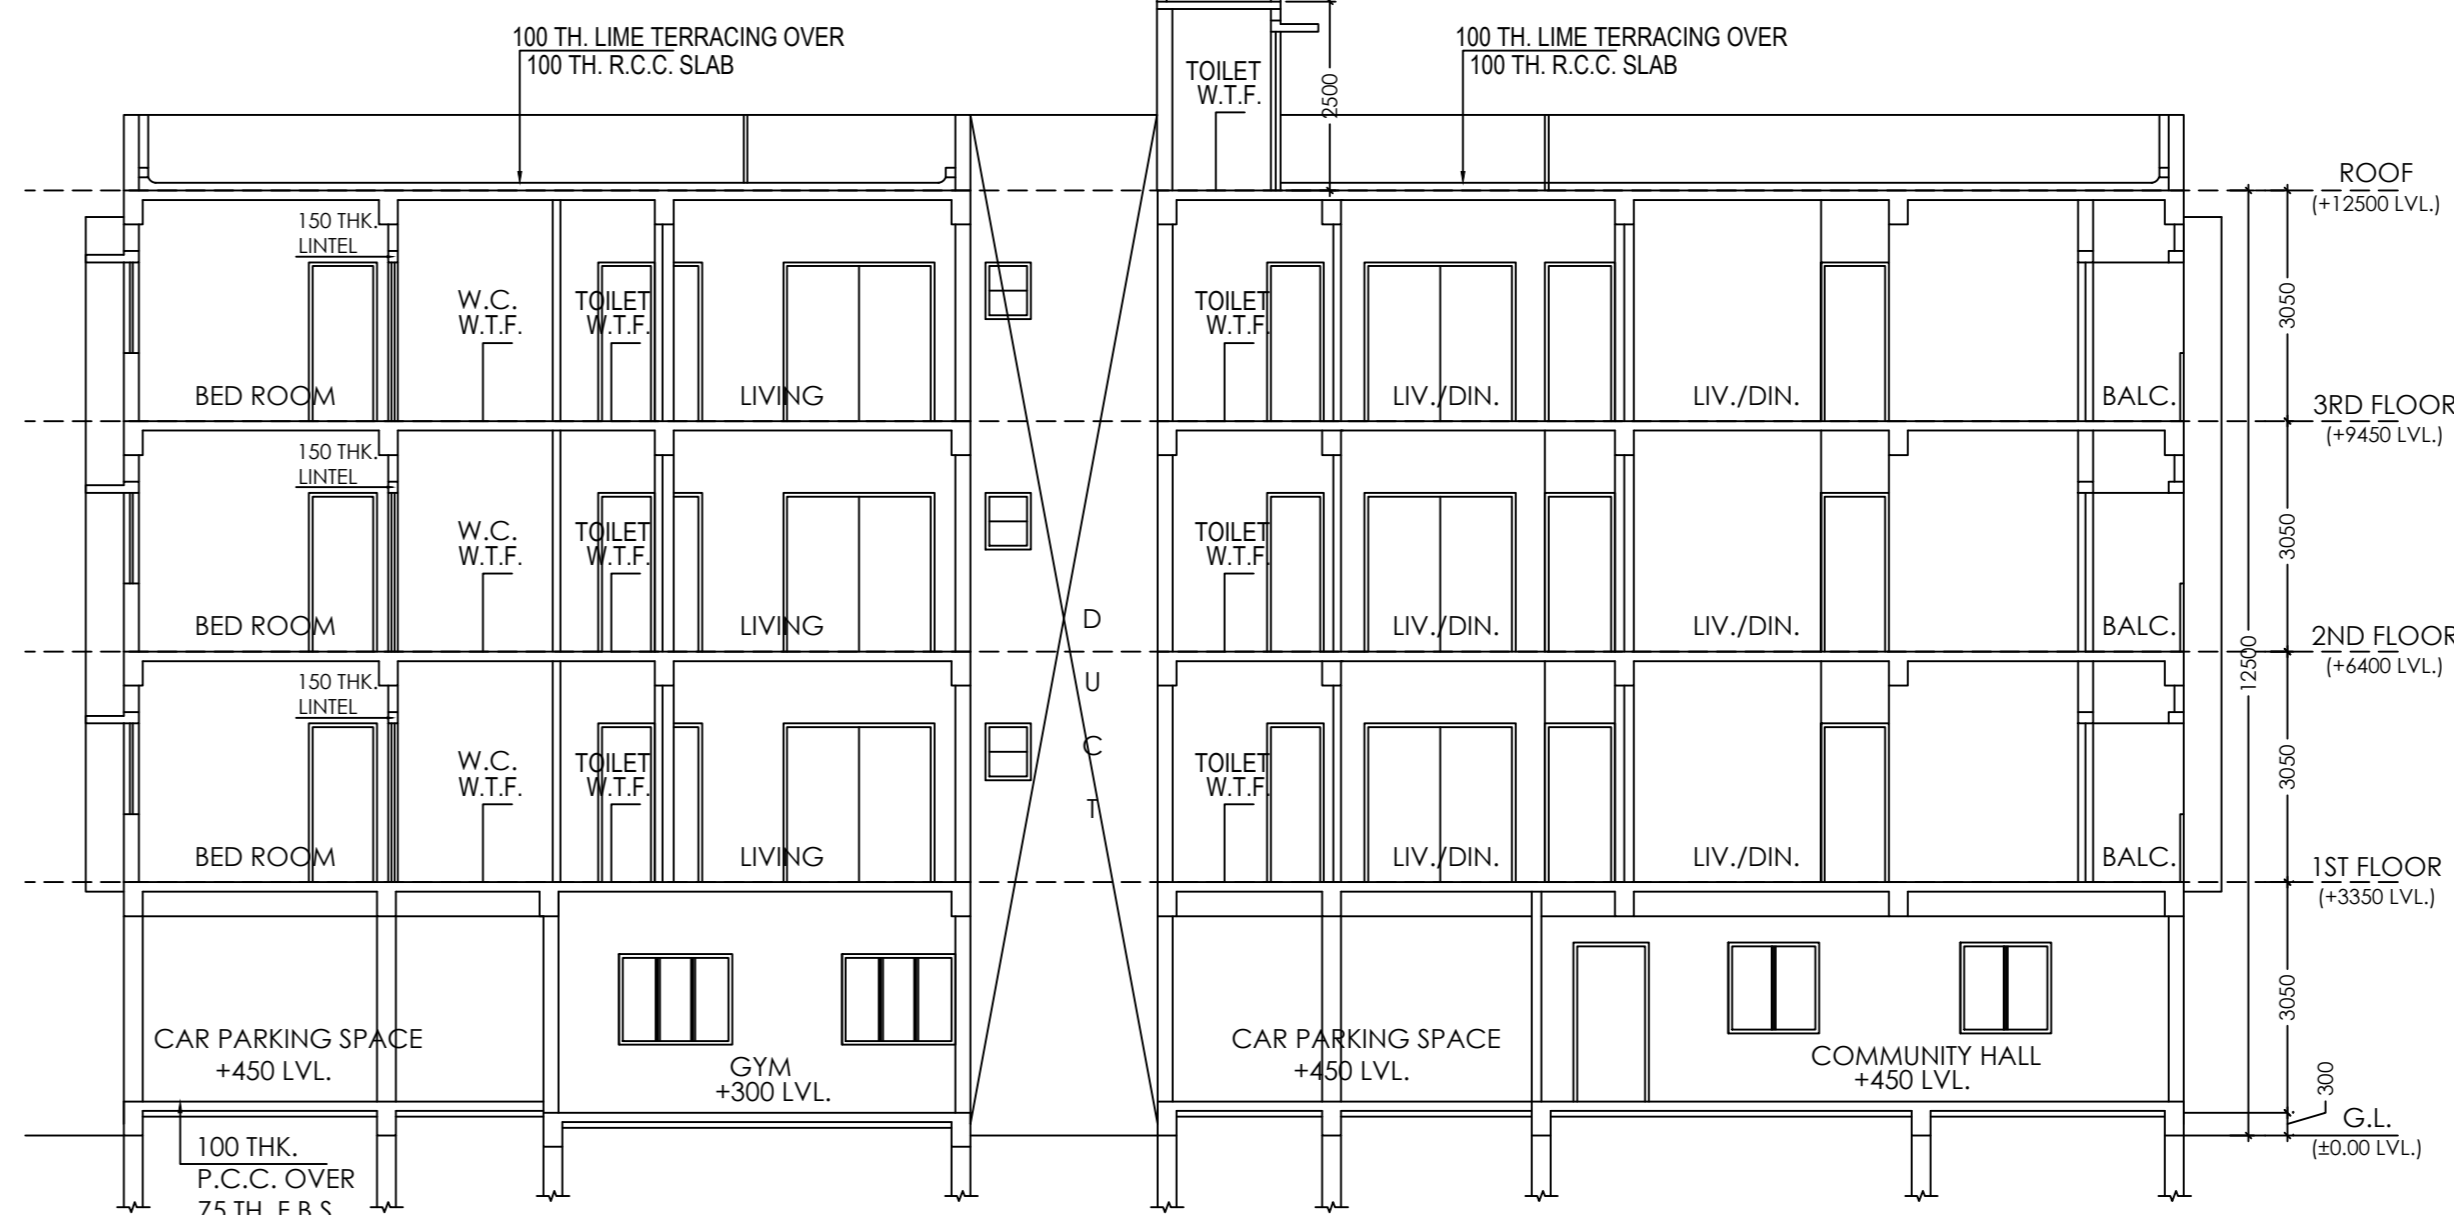 100 TH. LIME TERRACING OVER
100 TH. R.C.C. SLAB
TOILET
W.T.F.
2500
100 TH. LIME TERRACING OVER
100 TH. R.C.C. SLAB
ROOF
(+12500 LVL.)
150 THK.
LINTEL
BED ROOM
W.C.
W.T.F.
TOILET
W.T.F.
LIVING
TOILET
W.T.F.
LIV./DIN.
LIV./DIN.
BALC.
3050
3RD FLOOR
(+9450 LVL.)
150 THK.
LINTEL
BED ROOM
W.C.
W.T.F.
TOILET
W.T.F.
LIVING
TOILET
W.T.F.
LIV./DIN.
LIV./DIN.
BALC.
3050
2ND FLOOR
(+6400 LVL.)
12500
150 THK.
LINTEL
BED ROOM
W.C.
W.T.F.
TOILET
W.T.F.
LIVING
D
U
C
T
TOILET
W.T.F.
LIV./DIN.
LIV./DIN.
BALC.
3050
1ST FLOOR
(+3350 LVL.)
CAR PARKING SPACE
+450 LVL.
GYM
+300 LVL.
CAR PARKING SPACE
+450 LVL.
COMMUNITY HALL
+450 LVL.
3050
300
G.L.
(±0.00 LVL.)
100 THK.
P.C.C. OVER
75 TH. F.B.S.